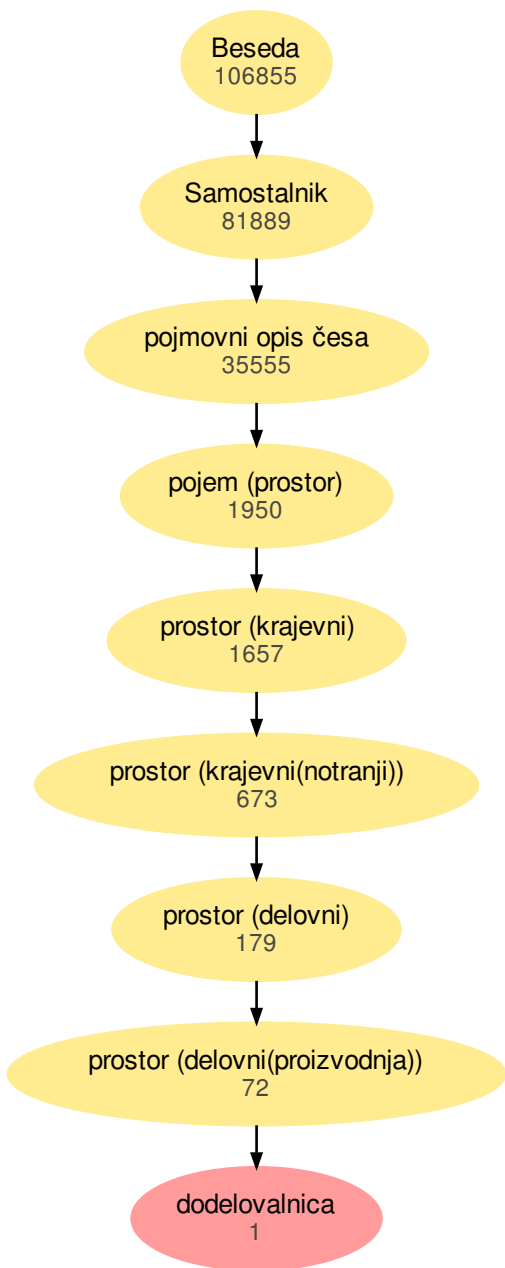 Beseda
106855
Samostalnik
81889
pojmovni opis česa
35555
pojem (prostor)
1950
prostor (krajevni)
1657
prostor (krajevni(notranji))
673
prostor (delovni)
179
prostor (delovni(proizvodnja))
72
dodelovalnica
1